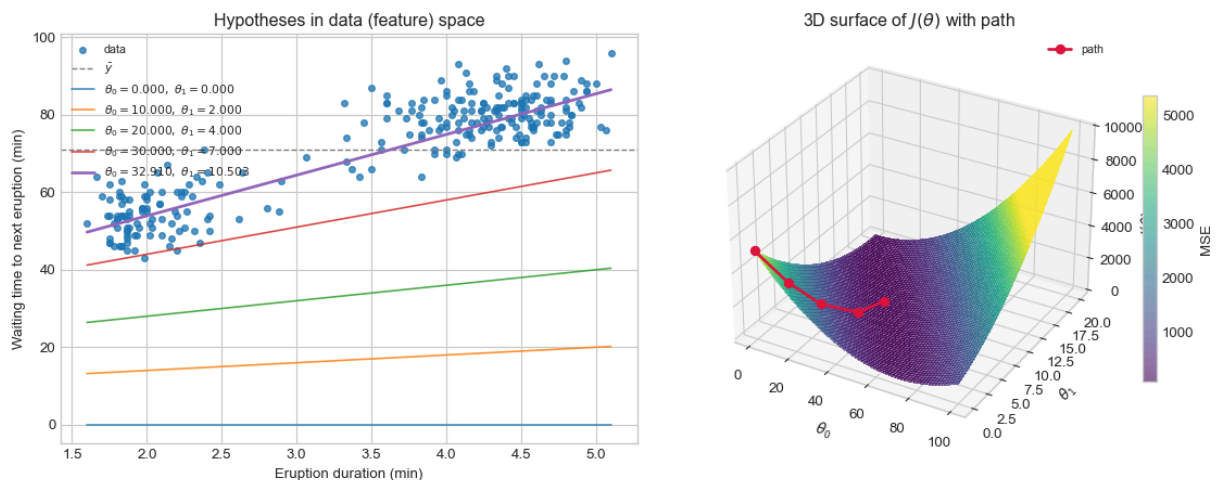 Hypotheses in data (feature) space
100
80
60
40
20
0
Waiting time to next eruption (min)
data
ȳ
θ₀ = 0.000, θ₁ = 0.000
θ₀ = 10.000, θ₁ = 2.000
θ₀ = 20.000, θ₁ = 4.000
θ₀ = 30.000, θ₁ = 7.000
θ₀ = 32.910, θ₁ = 10.503
1.5 2.0 2.5 3.0 3.5 4.0 4.5 5.0
Eruption duration (min)
3D surface of J(θ) with path
path
10000
8000
6000
4000
2000
0
0 20 40 60 80 100
θ₀
0.0 2.5 5.0 7.5 10.0 12.5 15.0 17.5 20.0
θ₁
5000
4000
3000
2000
1000
MSE